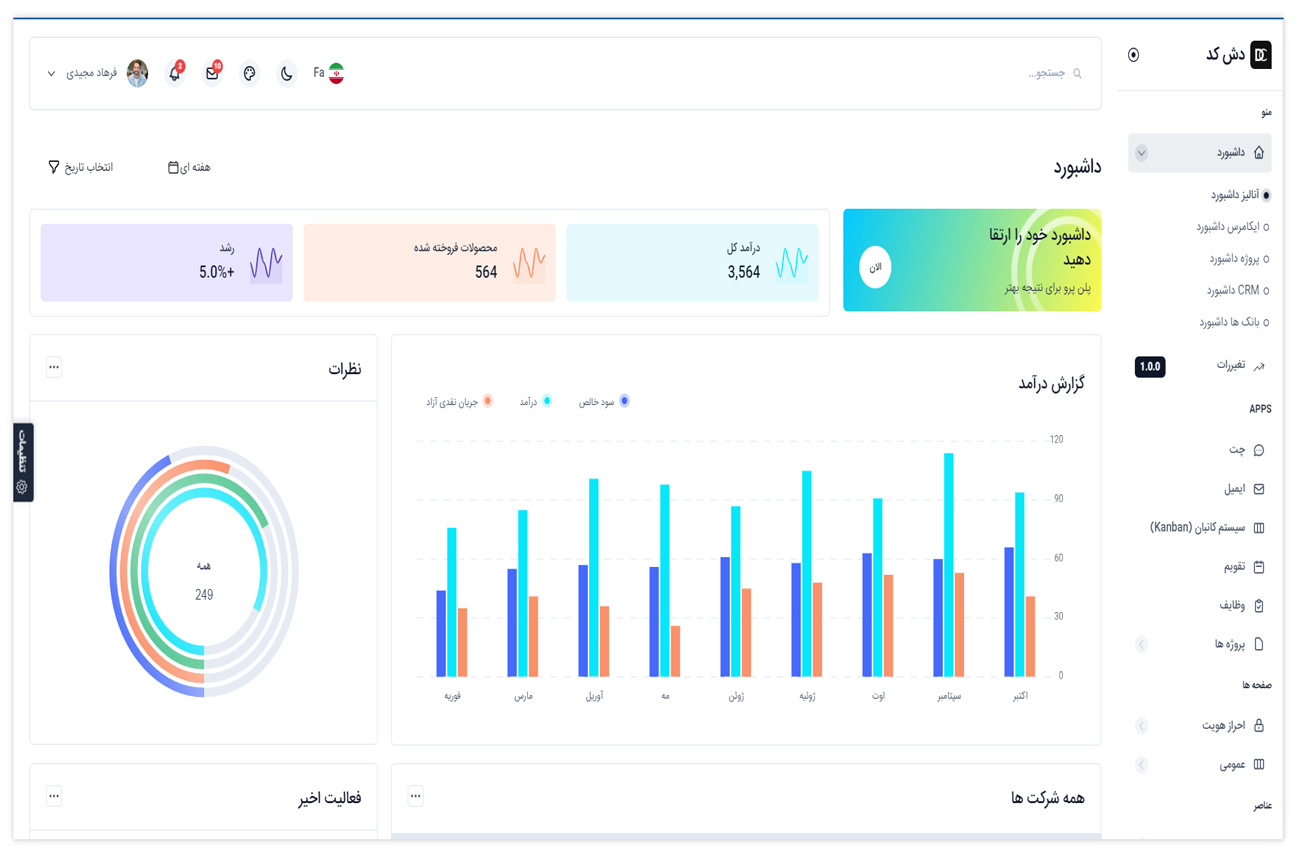 دش کد
منو
داشبورد
آنالیز داشبورد
ایکامرس داشبورد
پروژه داشبورد
CRM داشبورد
بانک ها داشبورد
تغییرات
1.0.0
APPS
چت
ایمیل
سیستم کانبان (Kanban)
تقویم
وظایف
پروژه ها
صفحه ها
احراز هویت
عمومی
عناصر
جستجو...
Fa
10
2
فرهاد مجیدی
داشبورد
هفته ای
انتخاب تاریخ
داشبورد خود را ارتقا
دهید
پلن پرو برای نتیجه بهتر
الان
درآمد کل
3,564
محصولات فروخته شده
564
رشد
+5.0%
گزارش درآمد
سود خالص
درآمد
جریان نقدی آزاد
120
90
60
30
0
اکتبر
سپتامبر
اوت
ژوئیه
ژوئن
مه
آوریل
مارس
فوریه
نظرات
همه
249
تنظیمات
همه شرکت ها
فعالیت اخیر